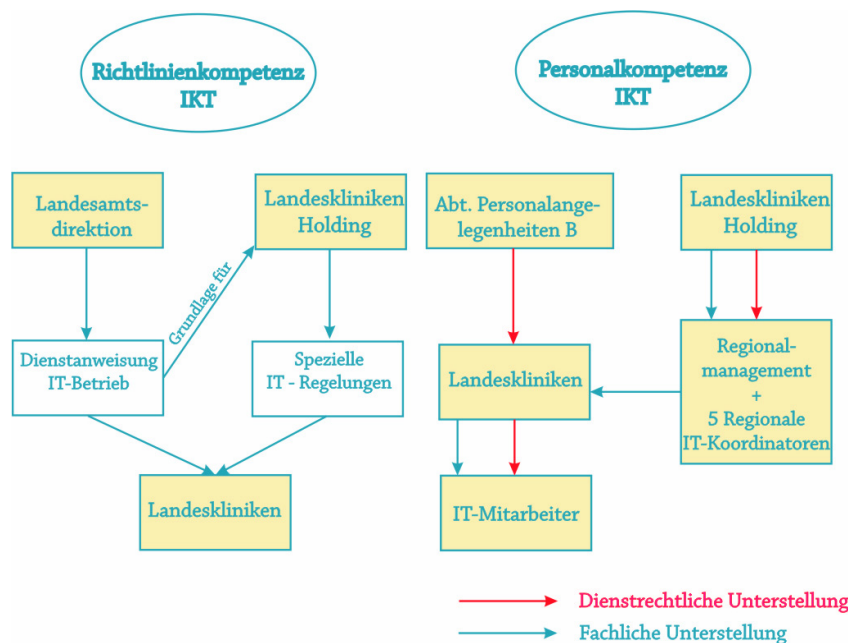 Richtlinienkompetenz
IKT
Personalkompetenz
IKT
Landesamts-
direktion
Landeskliniken
Holding
Abt. Personalange-
legenheiten B
Landeskliniken
Holding
Grundlage für
Dienstanweisung
IT-Betrieb
Spezielle
IT - Regelungen
Landeskliniken
Regional-
management
+
5 Regionale
IT-Koordinatoren
Landeskliniken
IT-Mitarbeiter
Dienstrechtliche Unterstellung
Fachliche Unterstellung